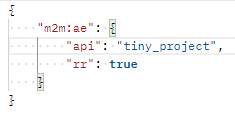 {
    "m2m:ae": {
        "api": "tiny_project",
        "rr": true
    }
}